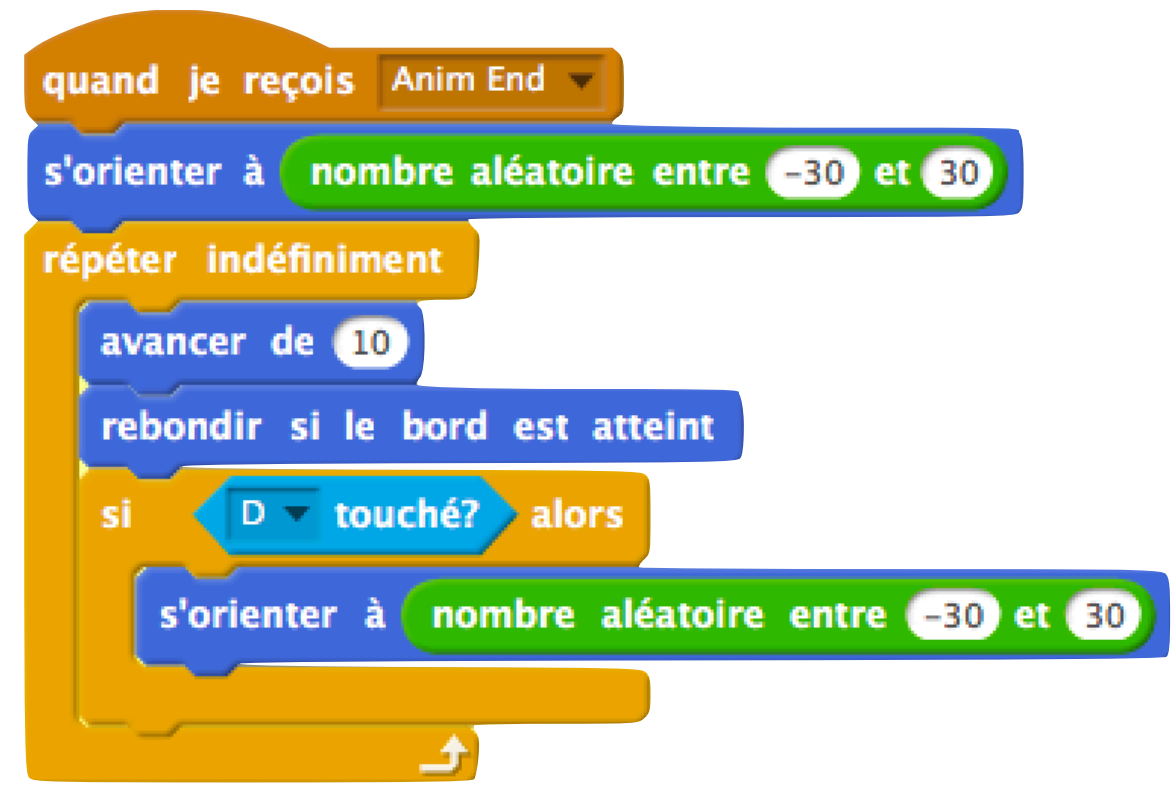 quand je reçois Anim End
s'orienter à nombre aléatoire entre -30 et 30
répéter indéfiniment
avancer de 10
rebondir si le bord est atteint
si D touché? alors
s'orienter à nombre aléatoire entre -30 et 30